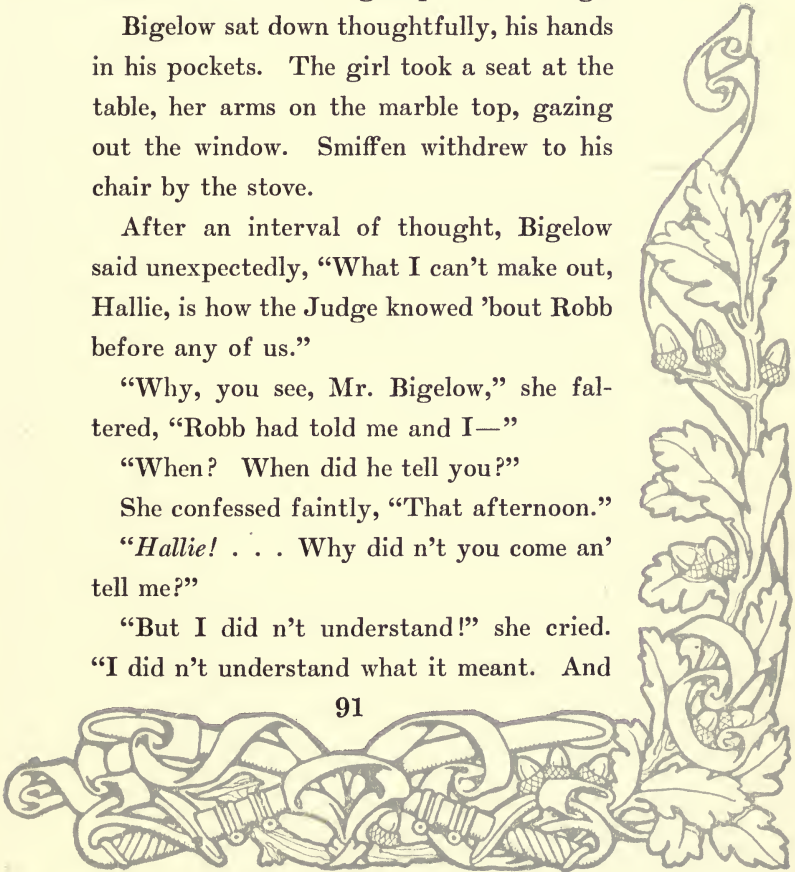 Bigelow sat down thoughtfully, his hands
in his pockets. The girl took a seat at the
table, her arms on the marble top, gazing
out the window. Smiffen withdrew to his
chair by the stove.
After an interval of thought, Bigelow
said unexpectedly, “What I can't make out,
Hallie, is how the Judge knowed 'bout Robb
before any of us.”
“Why, you see, Mr. Bigelow,” she fal-
tered, “Robb had told me and I—”
“When? When did he tell you?”
She confessed faintly, “That afternoon.”
“Hallie! . . . Why did n't you come an'
tell me?”
“But I did n't understand!” she cried.
“I did n't understand what it meant. And
91